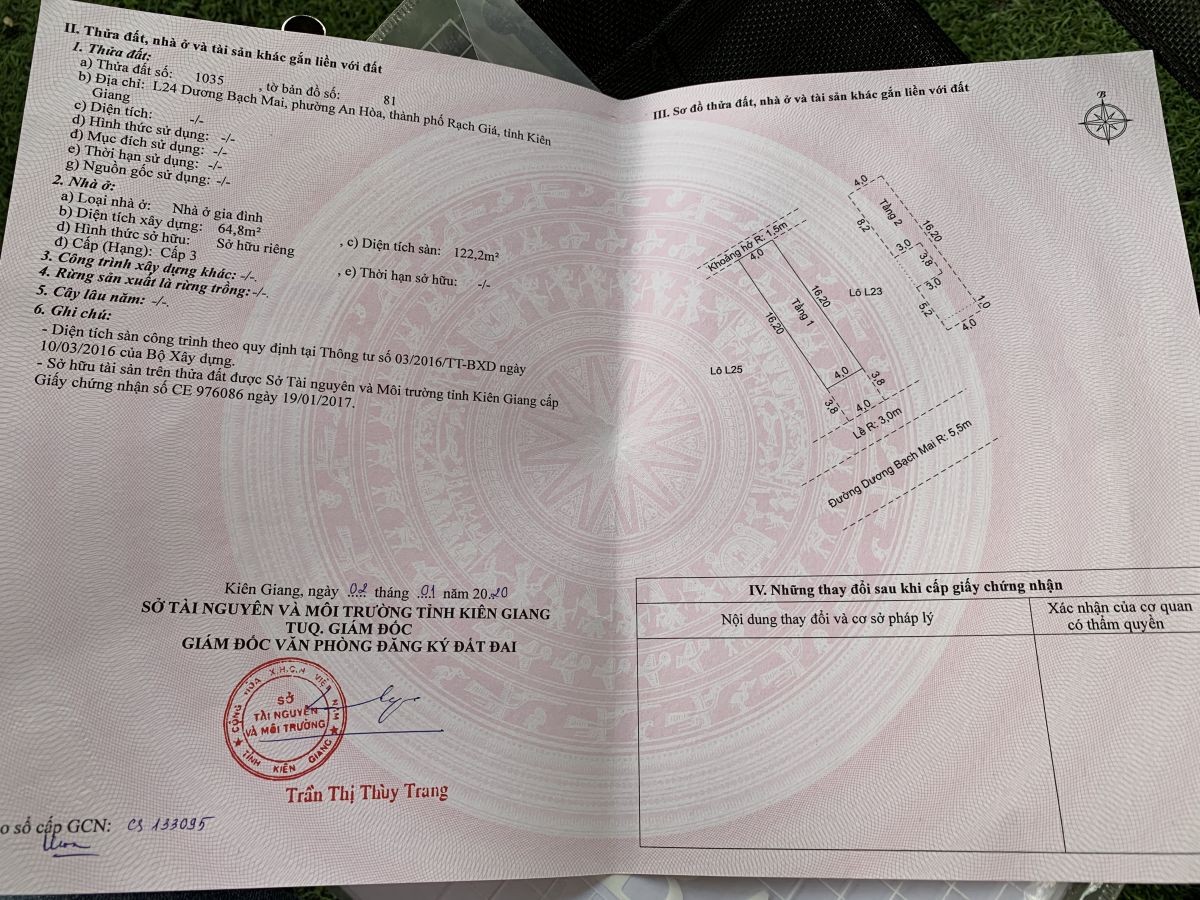 II. Thửa đất, nhà ở và tài sản khác gắn liền với đất
1. Thửa đất:
a) Thửa đất số: 1035 , tờ bản đồ số: 81
b) Địa chỉ: L24 Dương Bạch Mai, phường An Hòa, thành phố Rạch Giá, tỉnh Kiên
Giang
c) Diện tích: -/-
d) Hình thức sử dụng: -/-
đ) Mục đích sử dụng: -/-
e) Thời hạn sử dụng: -/-
g) Nguồn gốc sử dụng: -/-
2. Nhà ở:
a) Loại nhà ở: Nhà ở gia đình
b) Diện tích xây dựng: 64,8m² , c) Diện tích sàn: 122,2m²
d) Hình thức sở hữu: Sở hữu riêng
đ) Cấp (Hạng): Cấp 3 , e) Thời hạn sở hữu: -/-
3. Công trình xây dựng khác: -/-.
4. Rừng sản xuất là rừng trồng: -/-.
5. Cây lâu năm: -/-.
6. Ghi chú:
- Diện tích sàn công trình theo quy định tại Thông tư số 03/2016/TT-BXD ngày
10/03/2016 của Bộ Xây dựng.
- Sở hữu tài sản trên thửa đất được Sở Tài nguyên và Môi trường tỉnh Kiên Giang cấp
Giấy chứng nhận số CE 976086 ngày 19/01/2017.
Kiên Giang, ngày 02 tháng 01 năm 2020
SỞ TÀI NGUYÊN VÀ MÔI TRƯỜNG TỈNH KIÊN GIANG
TUQ. GIÁM ĐỐC
GIÁM ĐỐC VĂN PHÒNG ĐĂNG KÝ ĐẤT ĐAI
CỘNG HÒA X.H.C.N VIỆT NAM
SỞ
TÀI NGUYÊN
VÀ MÔI TRƯỜNG
TỈNH KIÊN GIANG
Trần Thị Thùy Trang
o sổ cấp GCN: CS 133095
III. Sơ đồ thửa đất, nhà ở và tài sản khác gắn liền với đất
B
4,0
Tầng 2
16,20
8,2
3,0
3,8
3,0
5,2
1,0
4,0
Khoảng hở R: 1,5m
4,0
Tầng 1
16,20
16,20
Lô L23
Lô L25
4,0
3,8
3,8
4,0
Lề R: 3,0m
Đường Dương Bạch Mai R: 5,5m
IV. Những thay đổi sau khi cấp giấy chứng nhận
Nội dung thay đổi và cơ sở pháp lý
Xác nhận của cơ quan
có thẩm quyền